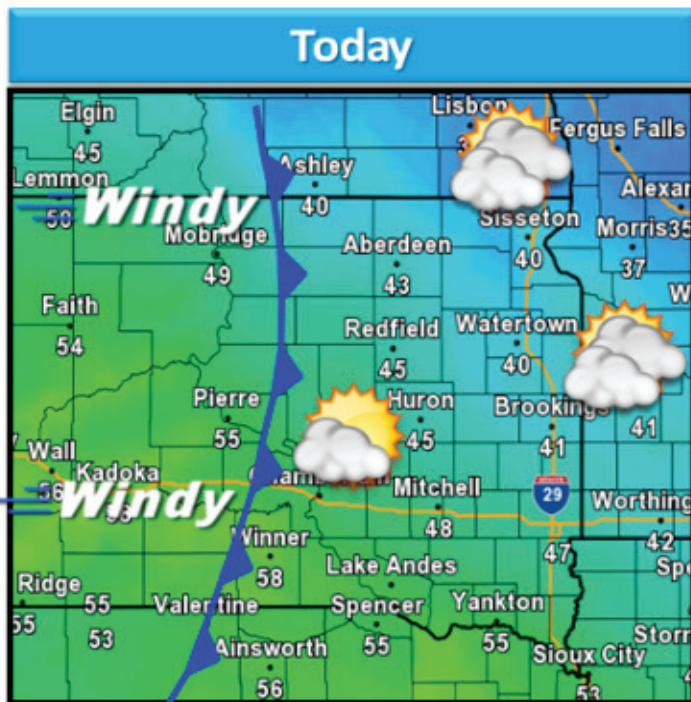 Today
Elgin
45
Lisbon
Fergus Falls
Lemmon
50
Windy
Ashley
40
Alexan
Sisseton
40
Morris 35
37
Mobridge
49
Aberdeen
43
Faith
54
Redfield
45
Watertown
40
W
Pierre
55
Huron
45
Brookings
41
41
Wall
56
Kadoka
Windy
Mitchell
48
29
47
Worthing
42
Winner
58
Lake Andes
Spe
Ridge
55
55
Valentine
53
Spencer
55
Yankton
55
Storm
Ainsworth
56
Sioux City
53